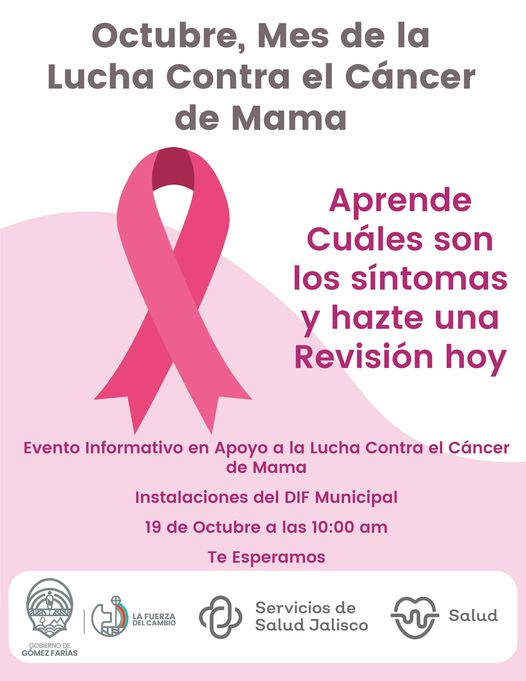 Octubre, Mes de la
Lucha Contra el Cáncer
de Mama
Aprende
Cuáles son
los síntomas
y hazte una
Revisión hoy
Evento Informativo en Apoyo a la Lucha Contra el Cáncer
de Mama
Instalaciones del DIF Municipal
19 de Octubre a las 10:00 am
Te Esperamos
GOBIERNO DE
GÓMEZ FARÍAS
LA FUERZA
DEL CAMBIO
Servicios de
Salud Jalisco
Salud